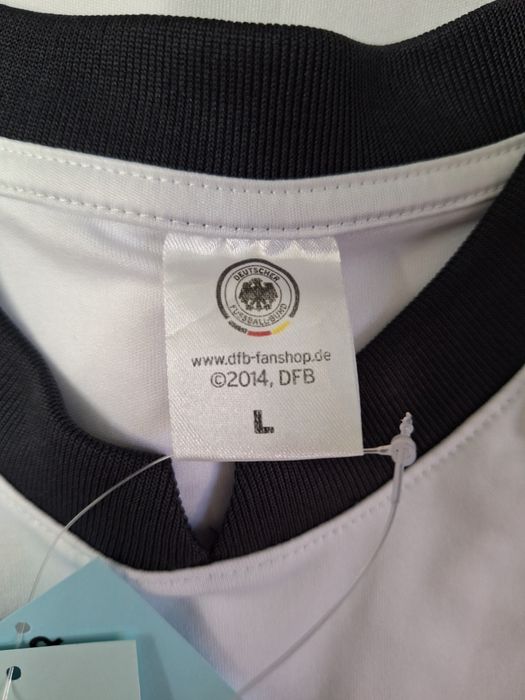 DEUTSCHER
FUSSBALL-BUND
www.dfb-fanshop.de
©2014, DFB
L